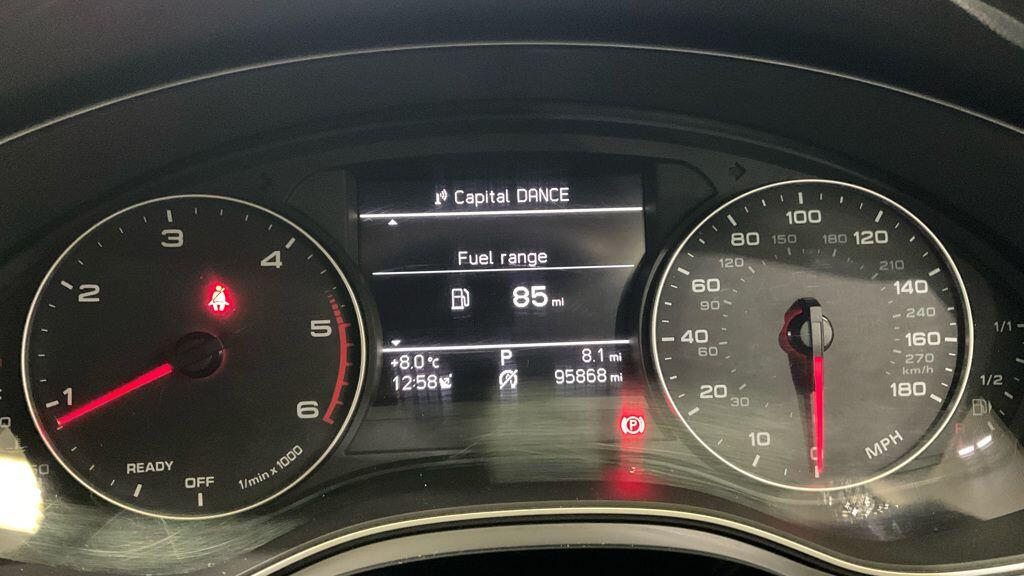 Capital DANCE
Fuel range
85 mi
+8.0 °C P 8.1 mi
12:58 95868 mi
1
2
3
4
5
6
READY
OFF
1/min x 1000
(P)
0
10
20
40
60
80
100
120
140
160
180
MPH
30
60
90
120
150
180
210
240
270
km/h
1/1
1/2